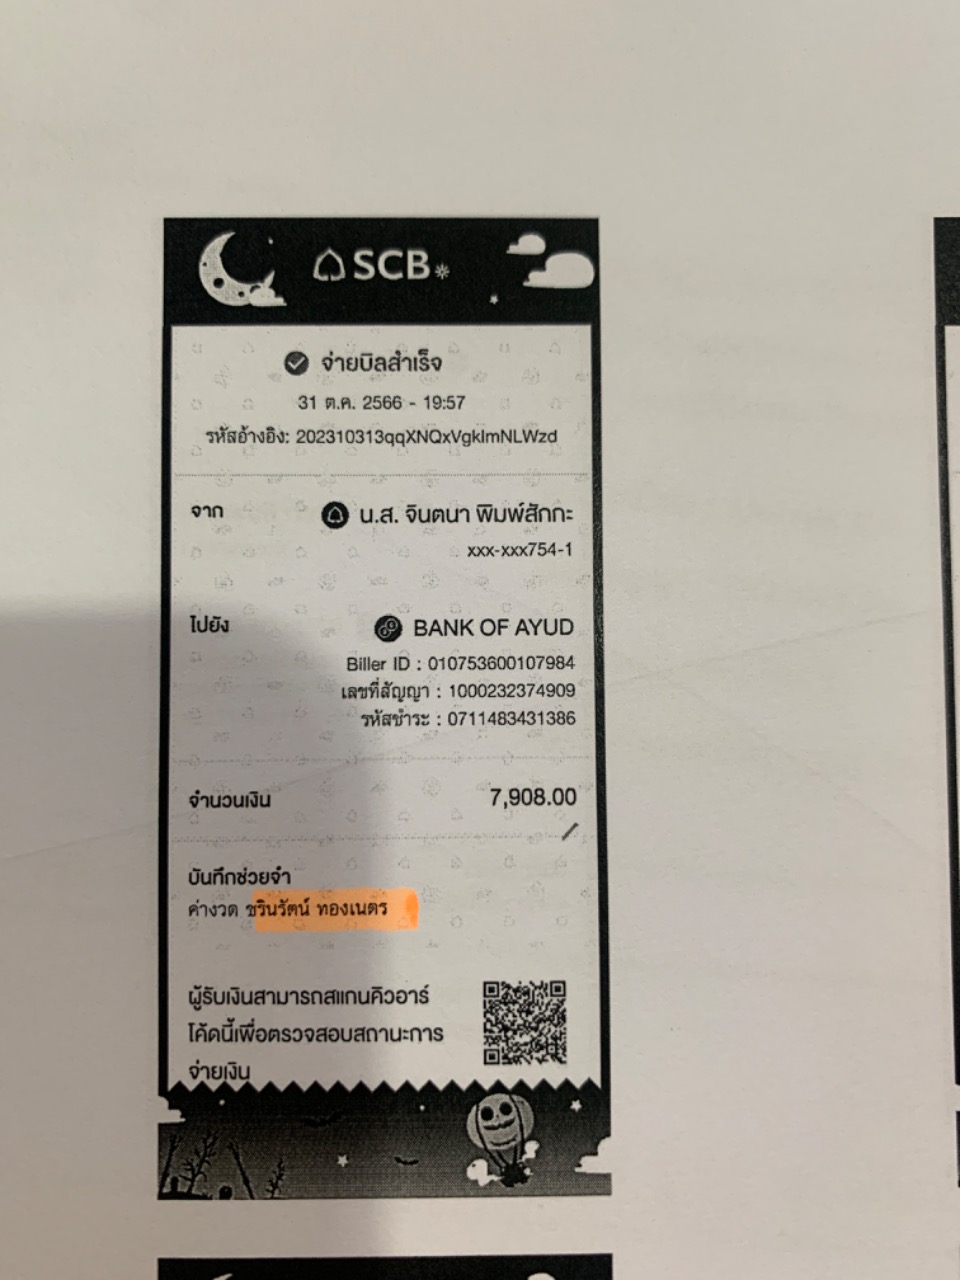 SCB
จ่ายบิลสำเร็จ
31 ต.ค. 2566 - 19:57
รหัสอ้างอิง: 202310313qqXNQxVgkImNLWzd
จาก น.ส. จินตนา พิมพ์สักกะ
xxx-xxx754-1
ไปยัง BANK OF AYUD
Biller ID : 010753600107984
เลขที่สัญญา : 1000232374909
รหัสชำระ : 0711483431386
จำนวนเงิน 7,908.00
บันทึกช่วยจำ
ค่างวด ชรินรัตน์ ทองเนตร
ผู้รับเงินสามารถสแกนคิวอาร์
โค้ดนี้เพื่อตรวจสอบสถานะการ
จ่ายเงิน